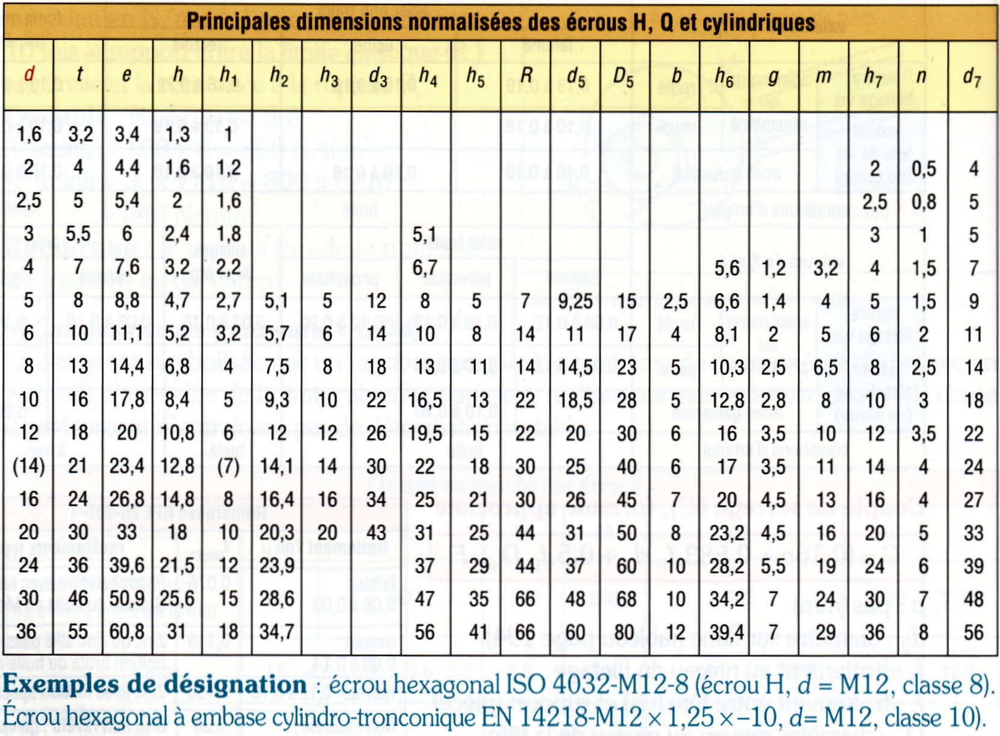 Principales dimensions normalisées des écrous H, Q et cylindriques
d t e h h1 h2 h3 d3 h4 h5 R d5 D5 b h6 g m h7 n d7
1,6 3,2 3,4 1,3 1
2 4 4,4 1,6 1,2 2 0,5 4
2,5 5 5,4 2 1,6 2,5 0,8 5
3 5,5 6 2,4 1,8 5,1 3 1 5
4 7 7,6 3,2 2,2 6,7 5,6 1,2 3,2 4 1,5 7
5 8 8,8 4,7 2,7 5,1 5 12 8 5 7 9,25 15 2,5 6,6 1,4 4 5 1,5 9
6 10 11,1 5,2 3,2 5,7 6 14 10 8 14 11 17 4 8,1 2 5 6 2 11
8 13 14,4 6,8 4 7,5 8 18 13 11 14 14,5 23 5 10,3 2,5 6,5 8 2,5 14
10 16 17,8 8,4 5 9,3 10 22 16,5 13 22 18,5 28 5 12,8 2,8 8 10 3 18
12 18 20 10,8 6 12 12 26 19,5 15 22 20 30 6 16 3,5 10 12 3,5 22
(14) 21 23,4 12,8 (7) 14,1 14 30 22 18 30 25 40 6 17 3,5 11 14 4 24
16 24 26,8 14,8 8 16,4 16 34 25 21 30 26 45 7 20 4,5 13 16 4 27
20 30 33 18 10 20,3 20 43 31 25 44 31 50 8 23,2 4,5 16 20 5 33
24 36 39,6 21,5 12 23,9 37 29 44 37 60 10 28,2 5,5 19 24 6 39
30 46 50,9 25,6 15 28,6 47 35 66 48 68 10 34,2 7 24 30 7 48
36 55 60,8 31 18 34,7 56 41 66 60 80 12 39,4 7 29 36 8 56
Exemples de désignation : écrou hexagonal ISO 4032-M12-8 (écrou H, d = M12, classe 8).
Écrou hexagonal à embase cylindro-tronconique EN 14218-M12 × 1,25 × –10, d= M12, classe 10).